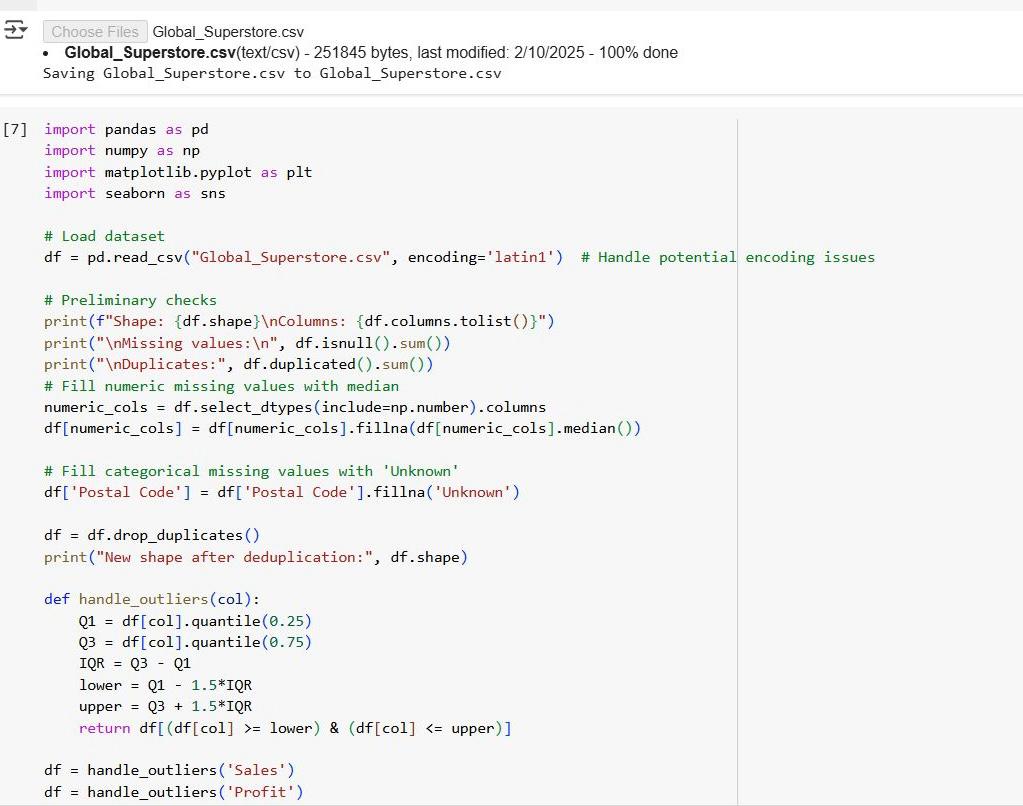 Choose Files Global_Superstore.csv
• Global_Superstore.csv(text/csv) - 251845 bytes, last modified: 2/10/2025 - 100% done
Saving Global_Superstore.csv to Global_Superstore.csv
[7] import pandas as pd
import numpy as np
import matplotlib.pyplot as plt
import seaborn as sns
# Load dataset
df = pd.read_csv("Global_Superstore.csv", encoding='latin1')  # Handle potential encoding issues
# Preliminary checks
print(f"Shape: {df.shape}\nColumns: {df.columns.tolist()}")
print("\nMissing values:\n", df.isnull().sum())
print("\nDuplicates:", df.duplicated().sum())
# Fill numeric missing values with median
numeric_cols = df.select_dtypes(include=np.number).columns
df[numeric_cols] = df[numeric_cols].fillna(df[numeric_cols].median())
# Fill categorical missing values with 'Unknown'
df['Postal Code'] = df['Postal Code'].fillna('Unknown')
df = df.drop_duplicates()
print("New shape after deduplication:", df.shape)
def handle_outliers(col):
    Q1 = df[col].quantile(0.25)
    Q3 = df[col].quantile(0.75)
    IQR = Q3 - Q1
    lower = Q1 - 1.5*IQR
    upper = Q3 + 1.5*IQR
    return df[(df[col] >= lower) & (df[col] <= upper)]
df = handle_outliers('Sales')
df = handle_outliers('Profit')